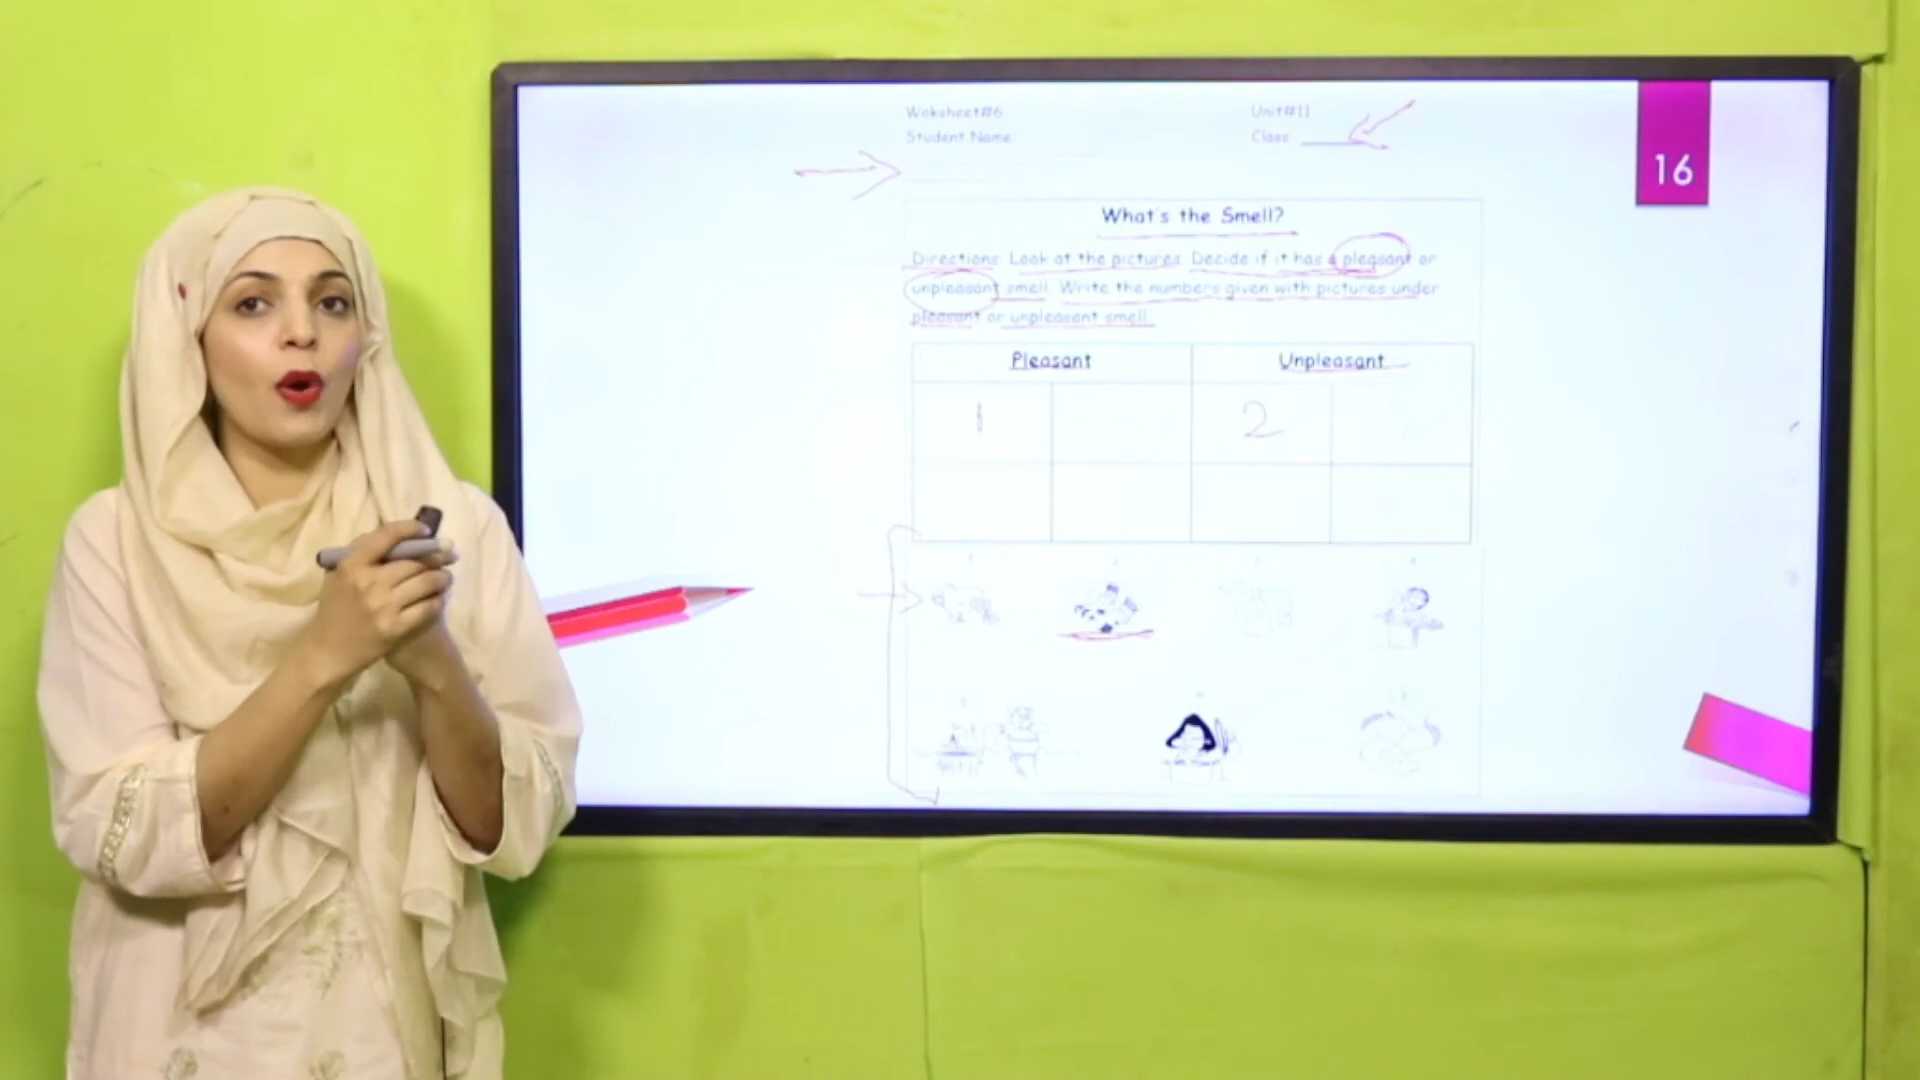 Woksheet#6 Unit#11
Student Name: Class:
16
What's the Smell?
Directions: Look at the pictures. Decide if it has a pleasant or
unpleasant smell. Write the numbers given with pictures under
pleasant or unpleasant smell.
Pleasant Unpleasant
1 2